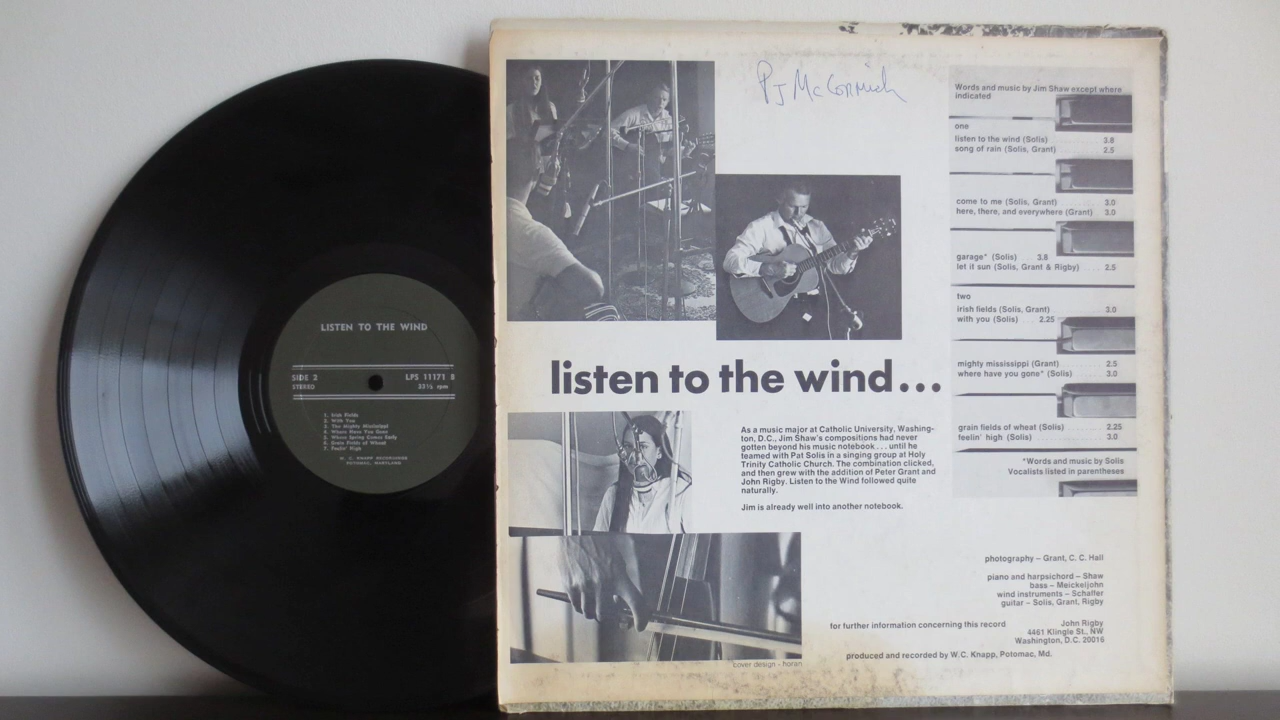 LISTEN TO THE WIND
SIDE 2
LPS 11171 B
STEREO
33⅓ rpm
1. Irish Fields
2. With You
3. The Mighty Mississippi
4. Where Have You Gone
5. Where Spring Comes Early
6. Grain Fields of Wheat
7. Feelin' High
W. C. KNAPP RECORDINGS
POTOMAC, MARYLAND
PJ McCormick
Words and music by Jim Shaw except where
indicated
one
listen to the wind (Solis) ........ 3.8
song of rain (Solis, Grant) ........ 2.5
come to me (Solis, Grant) ........ 3.0
here, there, and everywhere (Grant) 3.0
garage* (Solis) .... 3.8
let it sun (Solis, Grant & Rigby) .... 2.5
two
irish fields (Solis, Grant) ........ 3.0
with you (Solis) .... 2.25
mighty mississippi (Grant) ........ 2.5
where have you gone* (Solis) ..... 3.0
grain fields of wheat (Solis) ....... 2.25
feelin' high (Solis) ........ 3.0
*Words and music by Solis
Vocalists listed in parentheses
listen to the wind...
As a music major at Catholic University, Washing-
ton, D.C., Jim Shaw's compositions had never
gotten beyond his music notebook... until he
teamed with Pat Solis in a singing group at Holy
Trinity Catholic Church. The combination clicked,
and then grew with the addition of Peter Grant and
John Rigby. Listen to the Wind followed quite
naturally.
Jim is already well into another notebook.
photography – Grant, C. C. Hall
piano and harpsichord – Shaw
bass – Meickeljohn
wind instruments – Schaffer
guitar – Solis, Grant, Rigby
for further information concerning this record
John Rigby
4461 Klingle St., NW
Washington, D.C. 20016
produced and recorded by W.C. Knapp, Potomac, Md.
cover design - horan